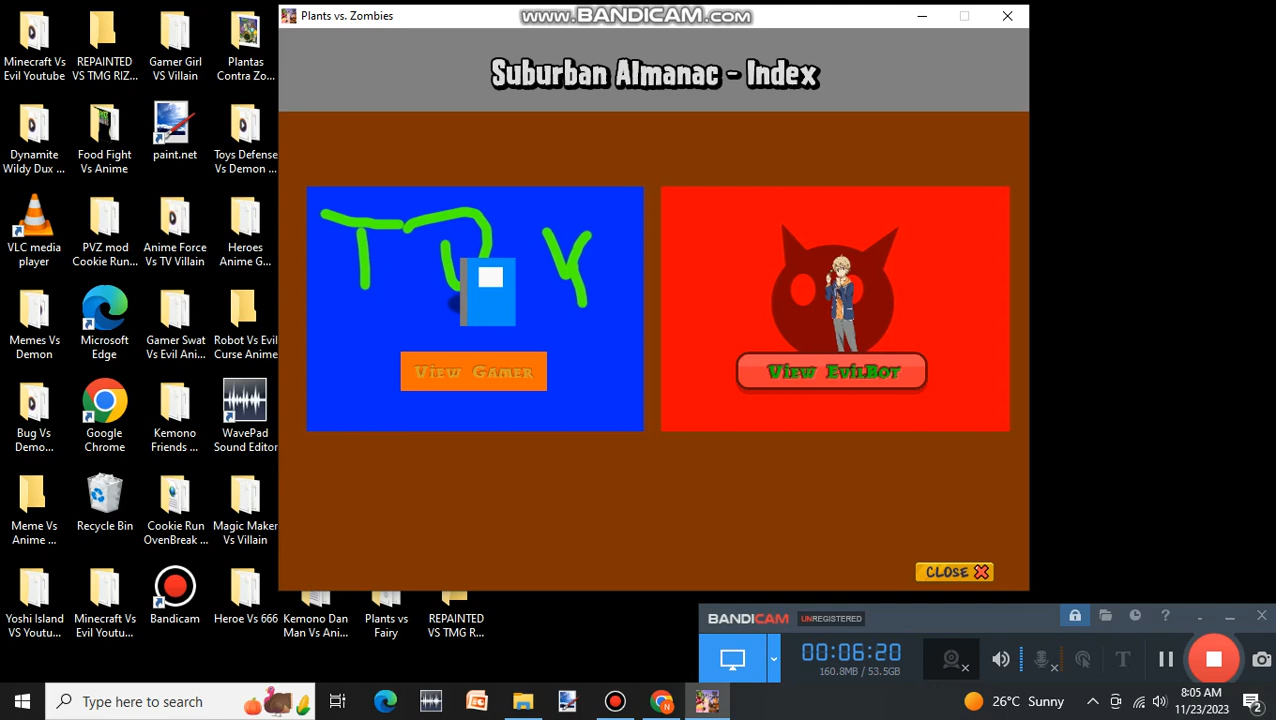 Plants vs. Zombies
www.BANDICAM.com
Suburban Almanac - Index
View Gamer
View EvilBot
CLOSE
Minecraft Vs
Evil Youtube
REPAINTED
VS TMG RIZ...
Gamer Girl
VS Villain
Plantas
Contra Zo...
Dynamite
Wildy Dux ...
Food Fight
Vs Anime
paint.net
Toys Defense
Vs Demon ...
VLC media
player
PVZ mod
Cookie Run...
Anime Force
Vs TV Villain
Heroes
Anime G...
Memes Vs
Demon
Microsoft
Edge
Gamer Swat
Vs Evil Ani...
Robot Vs Evil
Curse Anime
Bug Vs
Demo...
Google
Chrome
Kemono
Friends ...
WavePad
Sound Editor
Meme Vs
Anime ...
Recycle Bin
Cookie Run
OvenBreak ...
Magic Maker
Vs Villain
Yoshi Island
VS Youtu...
Minecraft Vs
Evil Youtu...
Bandicam
Heroe Vs 666
Kemono Dan
Man Vs Ani...
Plants vs
Fairy
REPAINTED
VS TMG R...
BANDICAM UNREGISTERED
00:06:20
160.8MB / 53.5GB
Type here to search
26°C Sunny
8:05 AM
11/23/2023
2